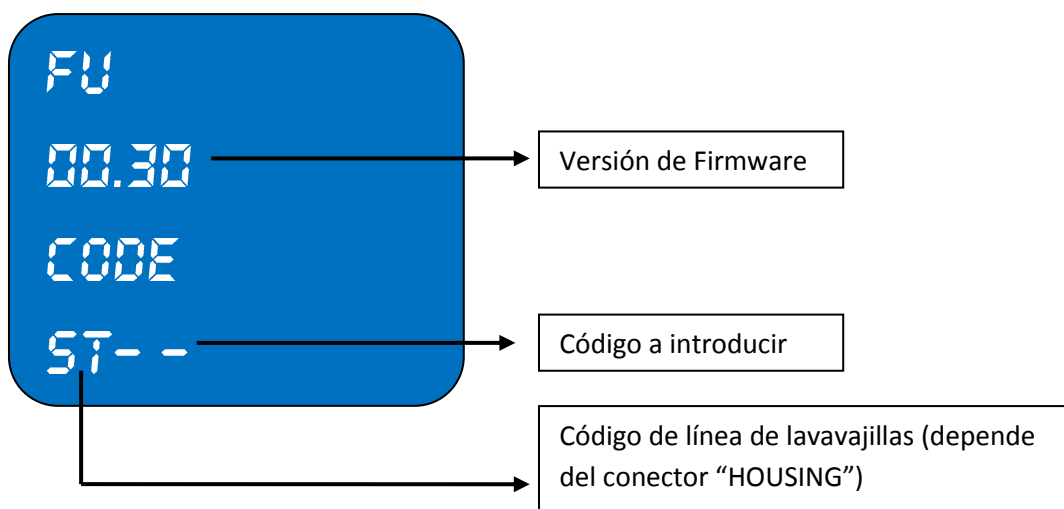 FU
00.30
Versión de Firmware
CODE
ST--
Código a introducir
Código de línea de lavavajillas (depende
del conector “HOUSING”)